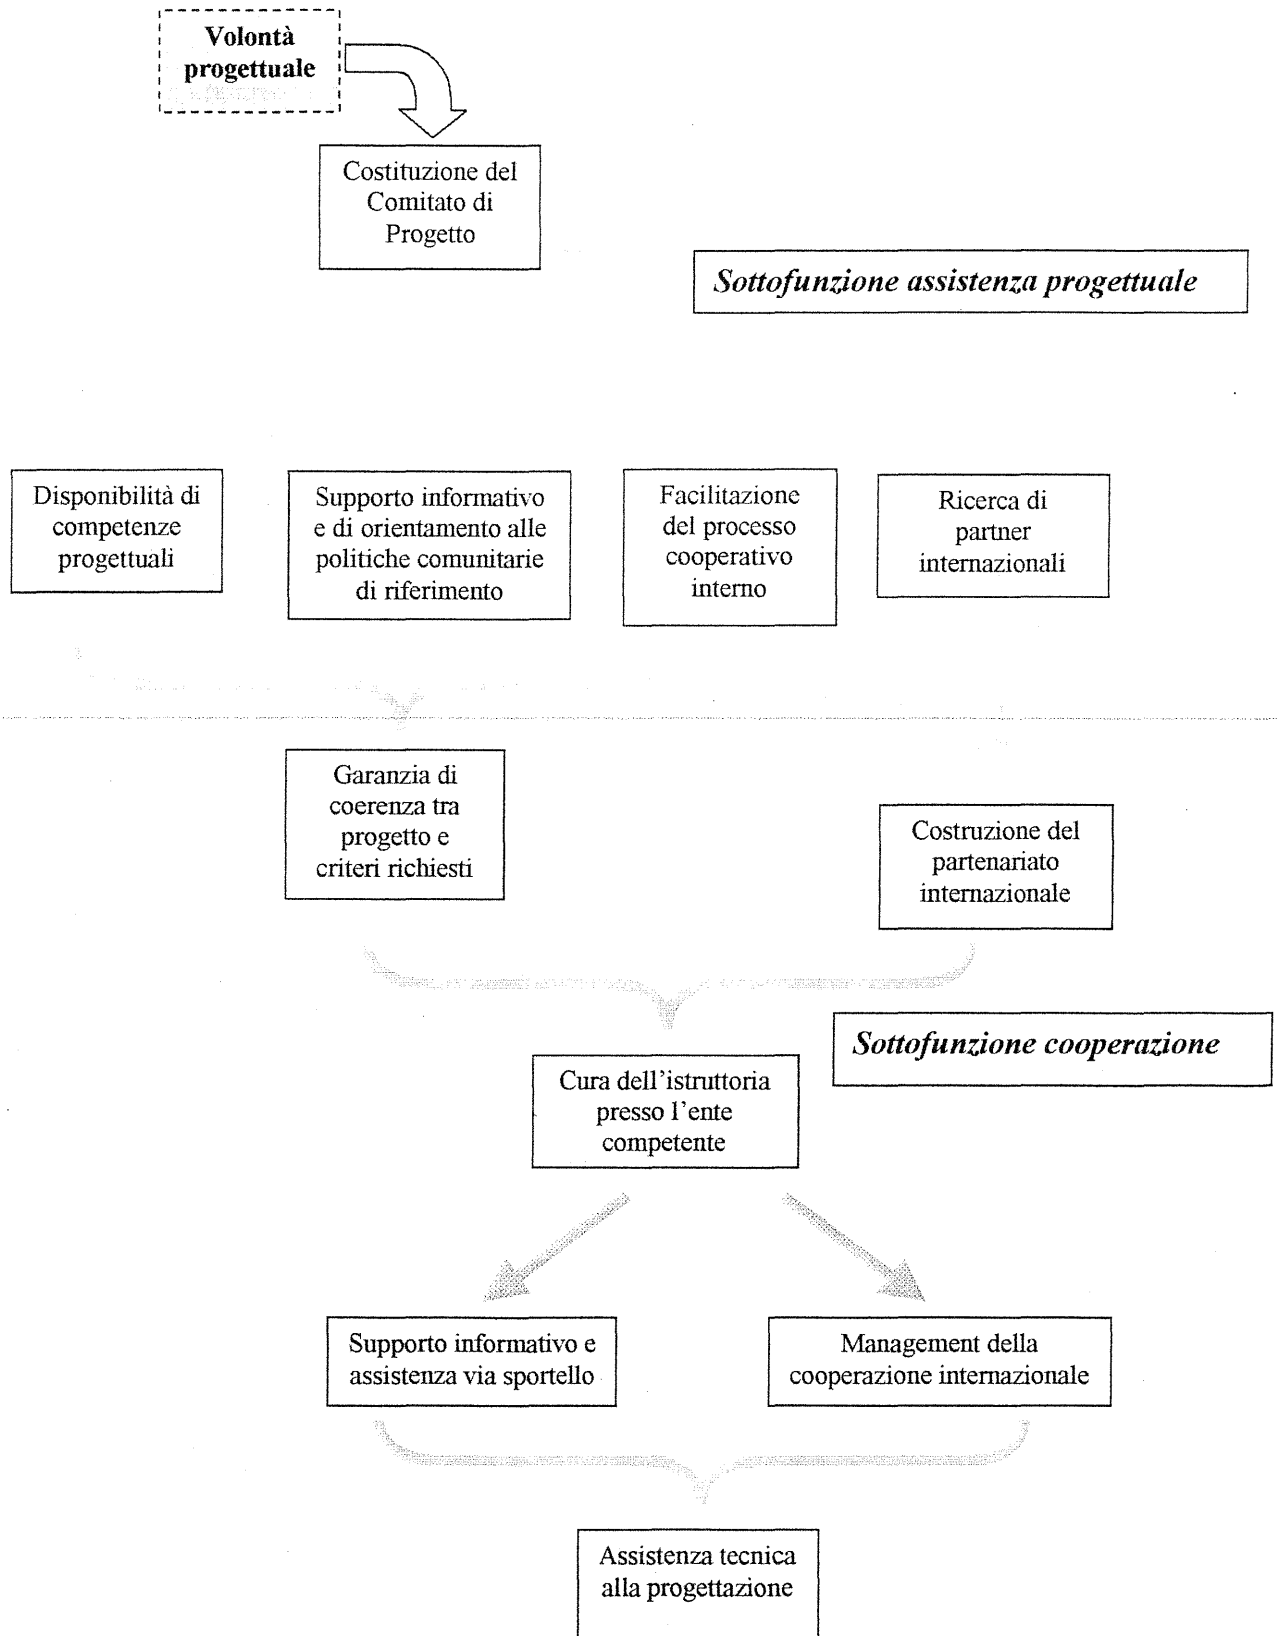 Volontà
progettuale
Costituzione del
Comitato di
Progetto
Sottofunzione assistenza progettuale
Disponibilità di
competenze
progettuali
Supporto informativo
e di orientamento alle
politiche comunitarie
di riferimento
Facilitazione
del processo
cooperativo
interno
Ricerca di
partner
internazionali
Garanzia di
coerenza tra
progetto e
criteri richiesti
Costruzione del
partenariato
internazionale
Sottofunzione cooperazione
Cura dell'istruttoria
presso l'ente
competente
Supporto informativo e
assistenza via sportello
Management della
cooperazione internazionale
Assistenza tecnica
alla progettazione